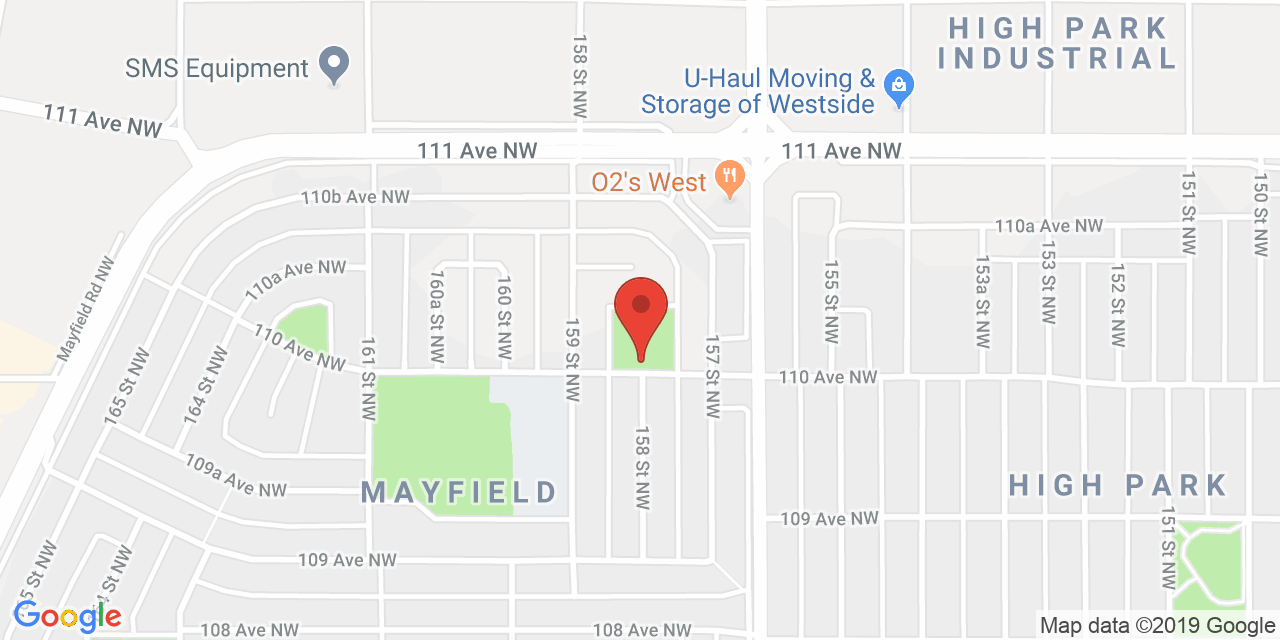 HIGH PARK
INDUSTRIAL
SMS Equipment
158 St NW
U-Haul Moving &
Storage of Westside
111 Ave NW
111 Ave NW
111 Ave NW
O2's West
110b Ave NW
151 St NW
150 St NW
110a Ave NW
110a Ave NW
Mayfield Rd NW
160a St NW
160 St NW
155 St NW
153a St NW
153 St NW
152 St NW
110 Ave NW
161 St NW
159 St NW
157 St NW
110 Ave NW
165 St NW
164 St NW
158 St NW
109a Ave NW
MAYFIELD
HIGH PARK
109 Ave NW
151 St NW
109 Ave NW
5 St NW
St NW
108 Ave NW
108 Ave NW
Google
Map data ©2019 Google